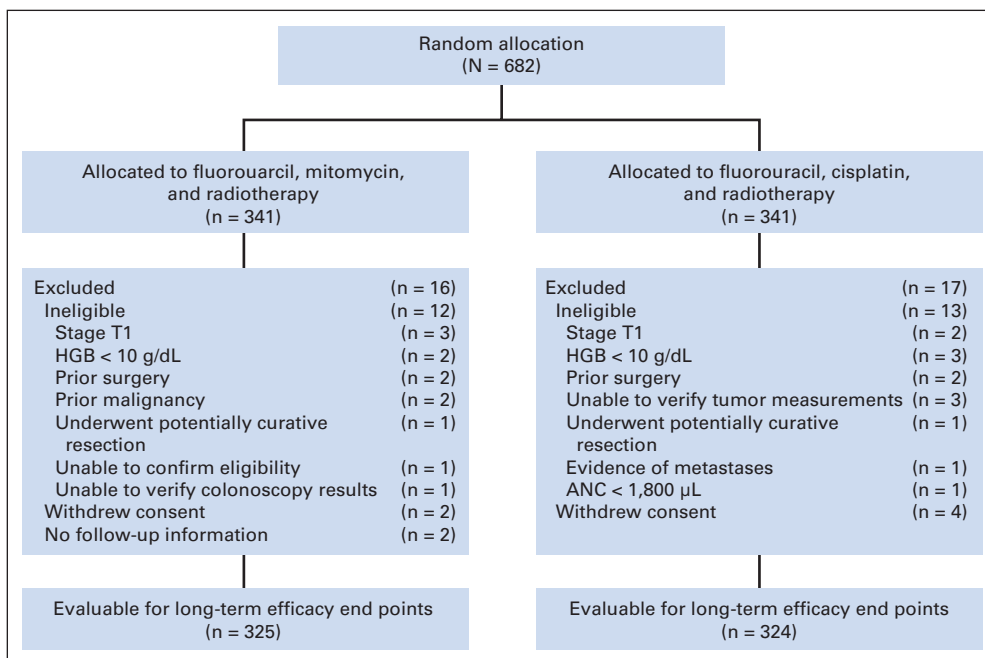 Random allocation
(N = 682)
Allocated to fluorouarcil, mitomycin,
and radiotherapy
(n = 341)
Allocated to fluorouracil, cisplatin,
and radiotherapy
(n = 341)
Excluded (n = 16)
Ineligible (n = 12)
Stage T1 (n = 3)
HGB < 10 g/dL (n = 2)
Prior surgery (n = 2)
Prior malignancy (n = 2)
Underwent potentially curative (n = 1)
resection
Unable to confirm eligibility (n = 1)
Unable to verify colonoscopy results (n = 1)
Withdrew consent (n = 2)
No follow-up information (n = 2)
Excluded (n = 17)
Ineligible (n = 13)
Stage T1 (n = 2)
HGB < 10 g/dL (n = 3)
Prior surgery (n = 2)
Unable to verify tumor measurements (n = 3)
Underwent potentially curative (n = 1)
resection
Evidence of metastases (n = 1)
ANC < 1,800 µL (n = 1)
Withdrew consent (n = 4)
Evaluable for long-term efficacy end points
(n = 325)
Evaluable for long-term efficacy end points
(n = 324)